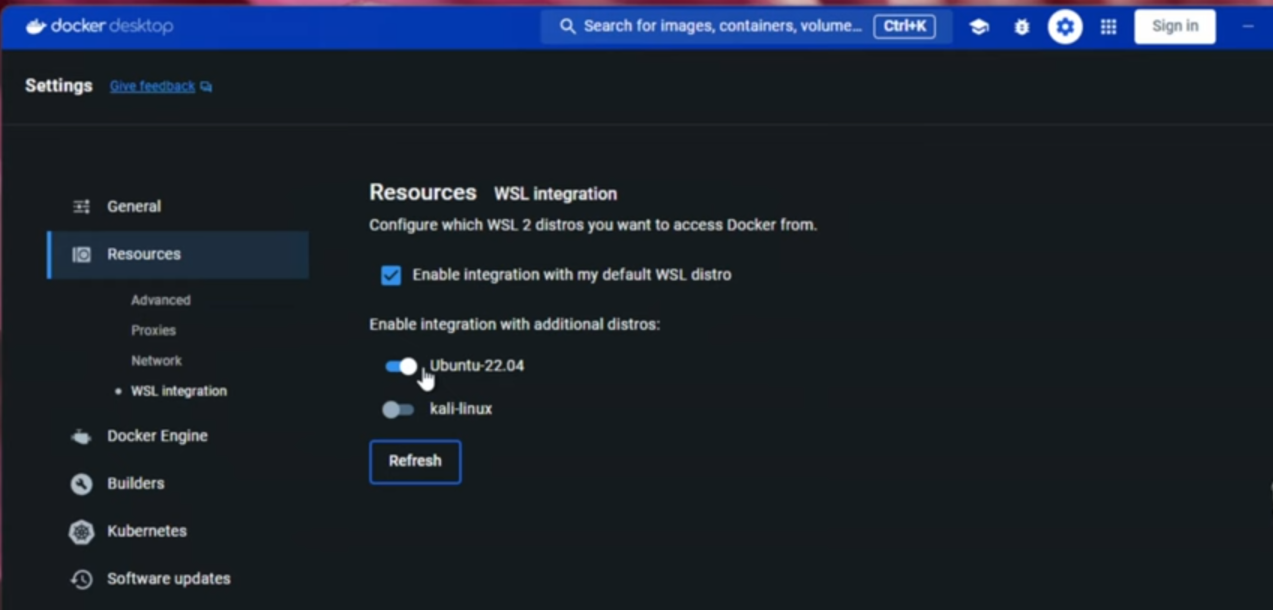 docker desktop
Search for images, containers, volume... Ctrl+K
Sign in
Settings Give feedback
General
Resources
Advanced
Proxies
Network
WSL integration
Docker Engine
Builders
Kubernetes
Software updates
Resources WSL integration
Configure which WSL 2 distros you want to access Docker from.
Enable integration with my default WSL distro
Enable integration with additional distros:
Ubuntu-22.04
kali-linux
Refresh